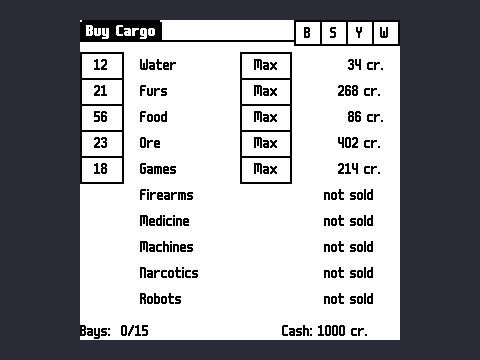 Buy Cargo B S Y W
12 Water Max 34 cr.
21 Furs Max 268 cr.
56 Food Max 86 cr.
23 Ore Max 402 cr.
18 Games Max 214 cr.
Firearms not sold
Medicine not sold
Machines not sold
Narcotics not sold
Robots not sold
Bays: 0/15 Cash: 1000 cr.